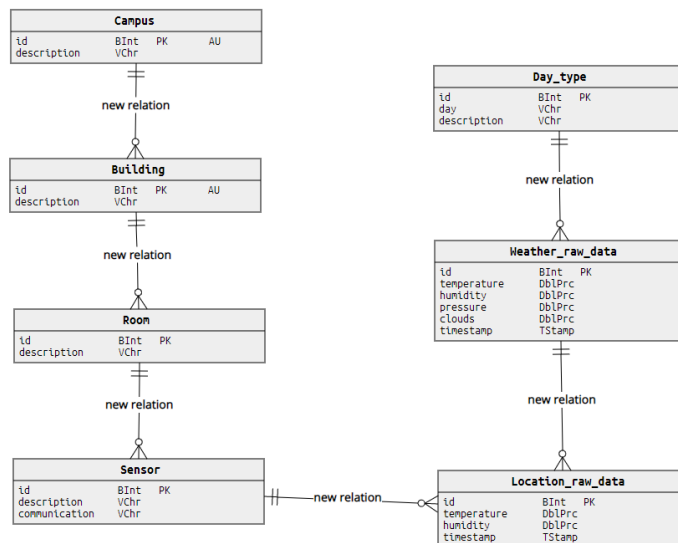 Campus
id BInt PK AU
description VChr
new relation
Building
id BInt PK AU
description VChr
new relation
Room
id BInt PK
description VChr
new relation
Sensor
id BInt PK
description VChr
communication VChr
new relation
Day_type
id BInt PK
day VChr
description VChr
new relation
Weather_raw_data
id BInt PK
temperature DblPrc
humidity DblPrc
pressure DblPrc
clouds DblPrc
timestamp TStamp
new relation
Location_raw_data
id BInt PK
temperature DblPrc
humidity DblPrc
timestamp TStamp